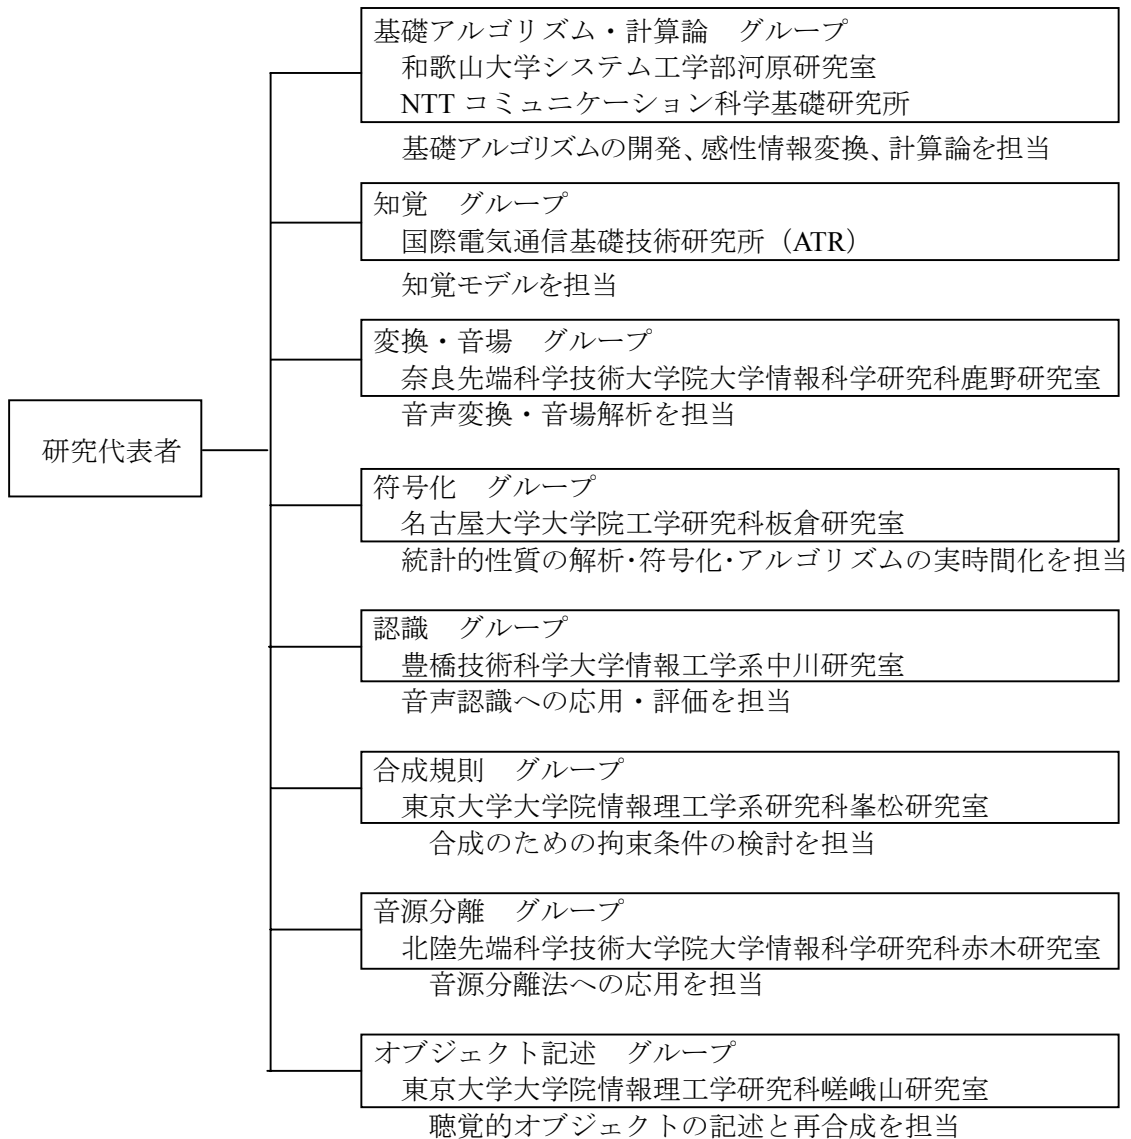 基礎アルゴリズム・計算論　グループ
和歌山大学システム工学部河原研究室
NTT コミュニケーション科学基礎研究所
基礎アルゴリズムの開発、感性情報変換、計算論を担当
知覚　グループ
国際電気通信基礎技術研究所（ATR）
知覚モデルを担当
変換・音場　グループ
奈良先端科学技術大学院大学情報科学研究科鹿野研究室
音声変換・音場解析を担当
研究代表者
符号化　グループ
名古屋大学大学院工学研究科板倉研究室
統計的性質の解析･符号化･アルゴリズムの実時間化を担当
認識　グループ
豊橋技術科学大学情報工学系中川研究室
音声認識への応用・評価を担当
合成規則　グループ
東京大学大学院情報理工学系研究科峯松研究室
合成のための拘束条件の検討を担当
音源分離　グループ
北陸先端科学技術大学院大学情報科学研究科赤木研究室
音源分離法への応用を担当
オブジェクト記述　グループ
東京大学大学院情報理工学研究科嵯峨山研究室
聴覚的オブジェクトの記述と再合成を担当